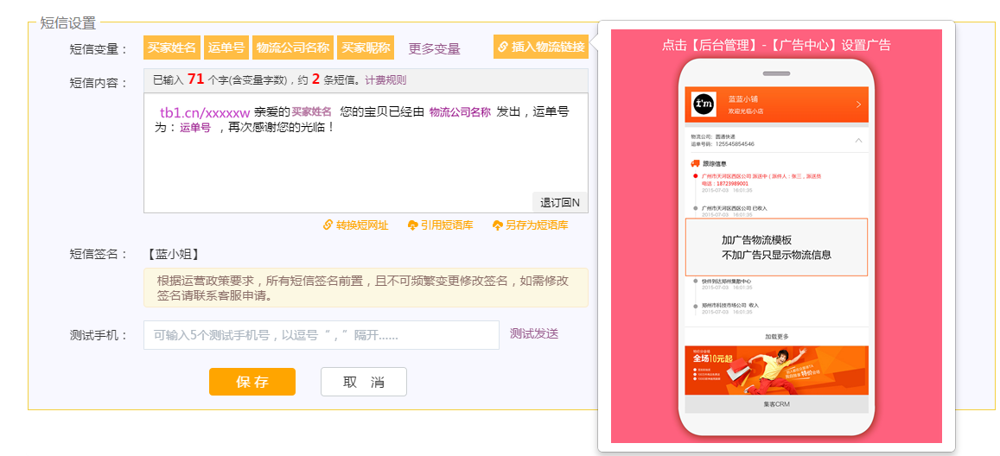 短信设置
短信变量： 买家姓名 运单号 物流公司名称 买家昵称 更多变量 插入物流链接
短信内容： 已输入 71 个字(含变量字数)，约 2 条短信。计费规则
tb1.cn/xxxxxw 亲爱的买家姓名 您的宝贝已经由 物流公司名称 发出，运单号
为：运单号 ，再次感谢您的光临！
退订回N
转换短网址 引用短语库 另存为短语库
短信签名： 【蓝小姐】
根据运营政策要求，所有短信签名前置，且不可频繁变更修改签名，如需修改
签名请联系客服申请。
测试手机： 可输入5个测试手机号，以逗号“，”隔开...... 测试发送
保 存 取 消
点击【后台管理】-【广告中心】设置广告
i'm
蓝蓝小铺
欢迎光临小店
物流公司：圆通快递
运单号码：125545854546
跟踪信息
广州市天河区西区公司 派送中 ( 派件人：张三，派送员
电话：18723989001
2015-07-03 16:01:35
广州市天河区西区公司 已收入
2015-07-03 16:01:35
加广告物流模板
不加广告只显示物流信息
快件到达郑州集散中心
2015-07-03 16:01:35
郑州市科技市场公司 收入
2015-07-03 16:01:35
加载更多
全场10元起
特价
集客CRM